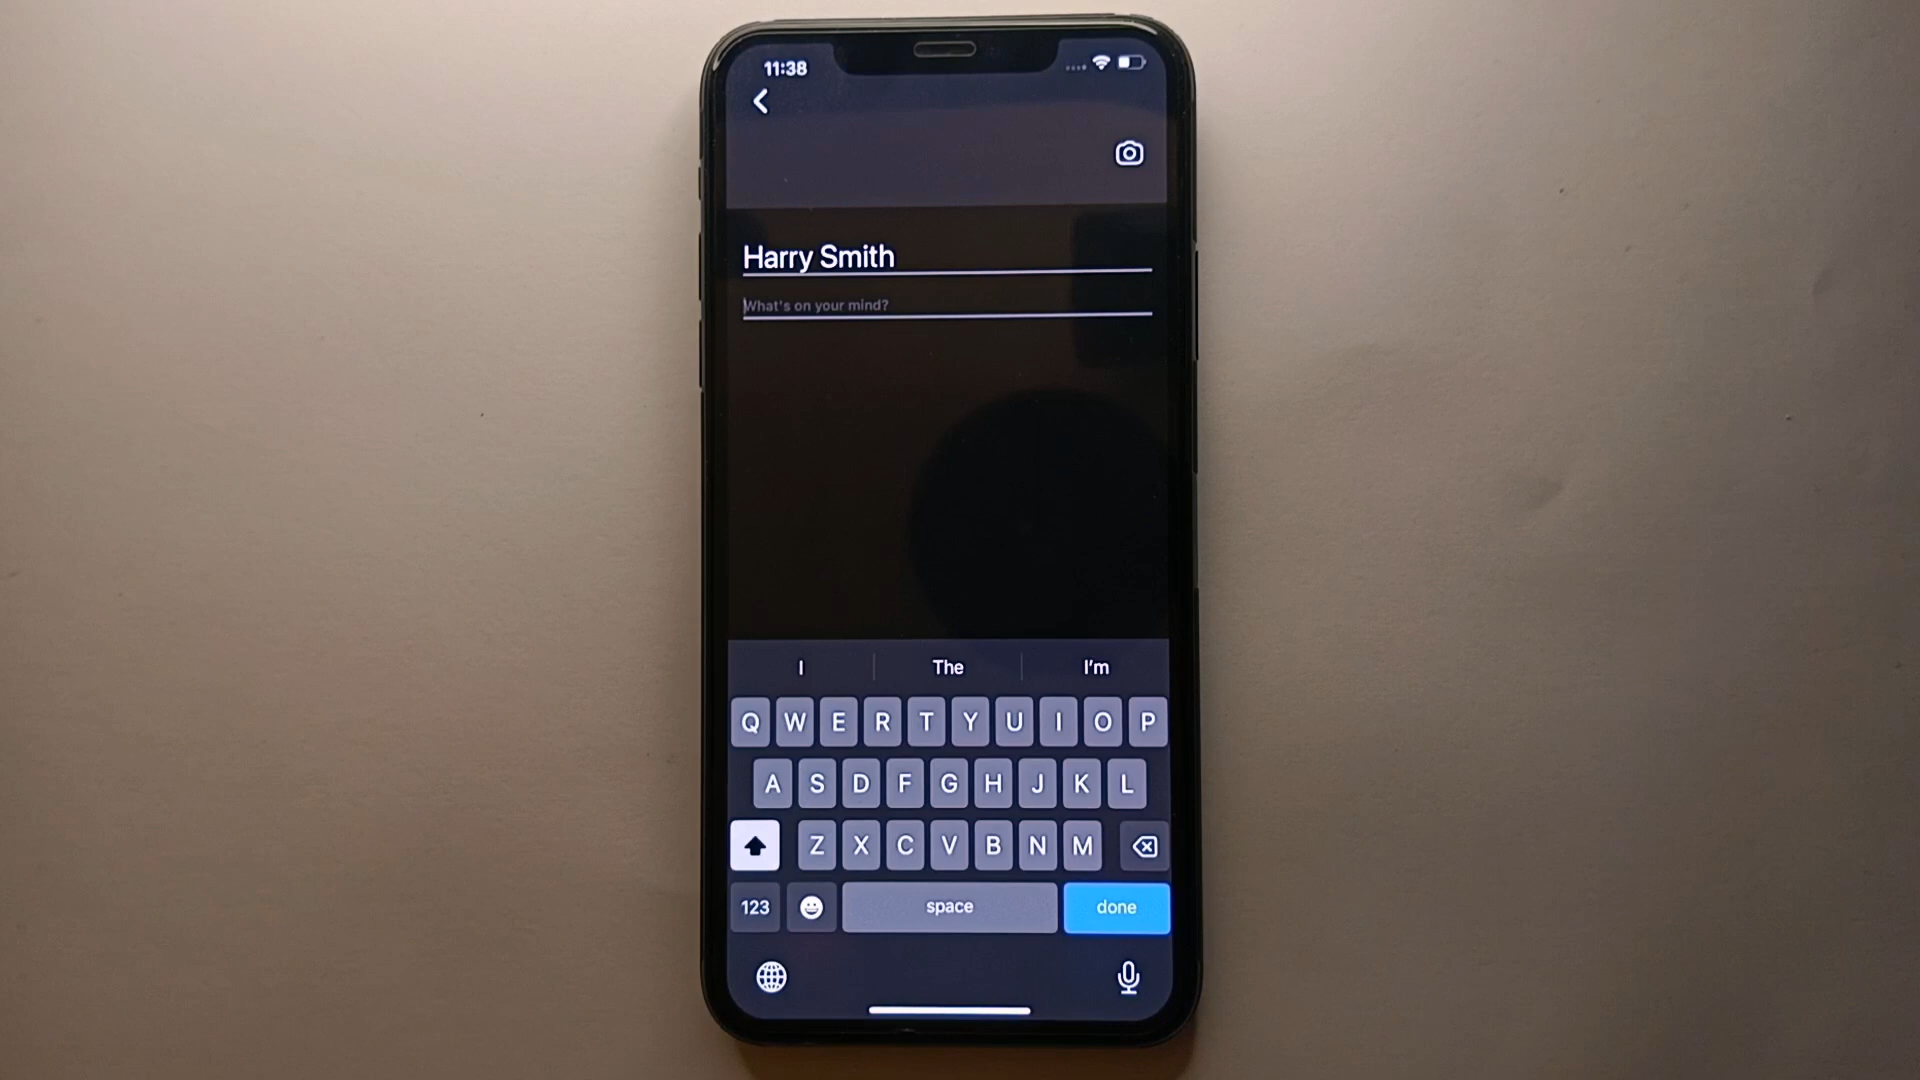 11:38
Harry Smith
What's on your mind?
I The I'm
Q W E R T Y U I O P
A S D F G H J K L
Z X C V B N M
123 space done